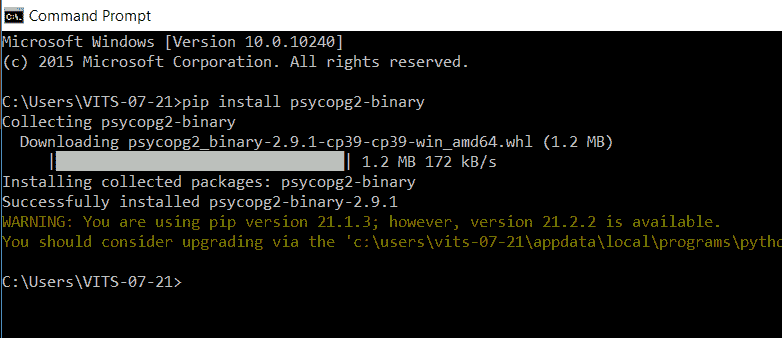 Command Prompt
Microsoft Windows [Version 10.0.10240]
(c) 2015 Microsoft Corporation. All rights reserved.
C:\Users\VITS-07-21>pip install psycopg2-binary
Collecting psycopg2-binary
  Downloading psycopg2_binary-2.9.1-cp39-cp39-win_amd64.whl (1.2 MB)
     |████████████████████████████████| 1.2 MB 172 kB/s
Installing collected packages: psycopg2-binary
Successfully installed psycopg2-binary-2.9.1
WARNING: You are using pip version 21.1.3; however, version 21.2.2 is available.
You should consider upgrading via the 'c:\users\vits-07-21\appdata\local\programs\pytho
C:\Users\VITS-07-21>